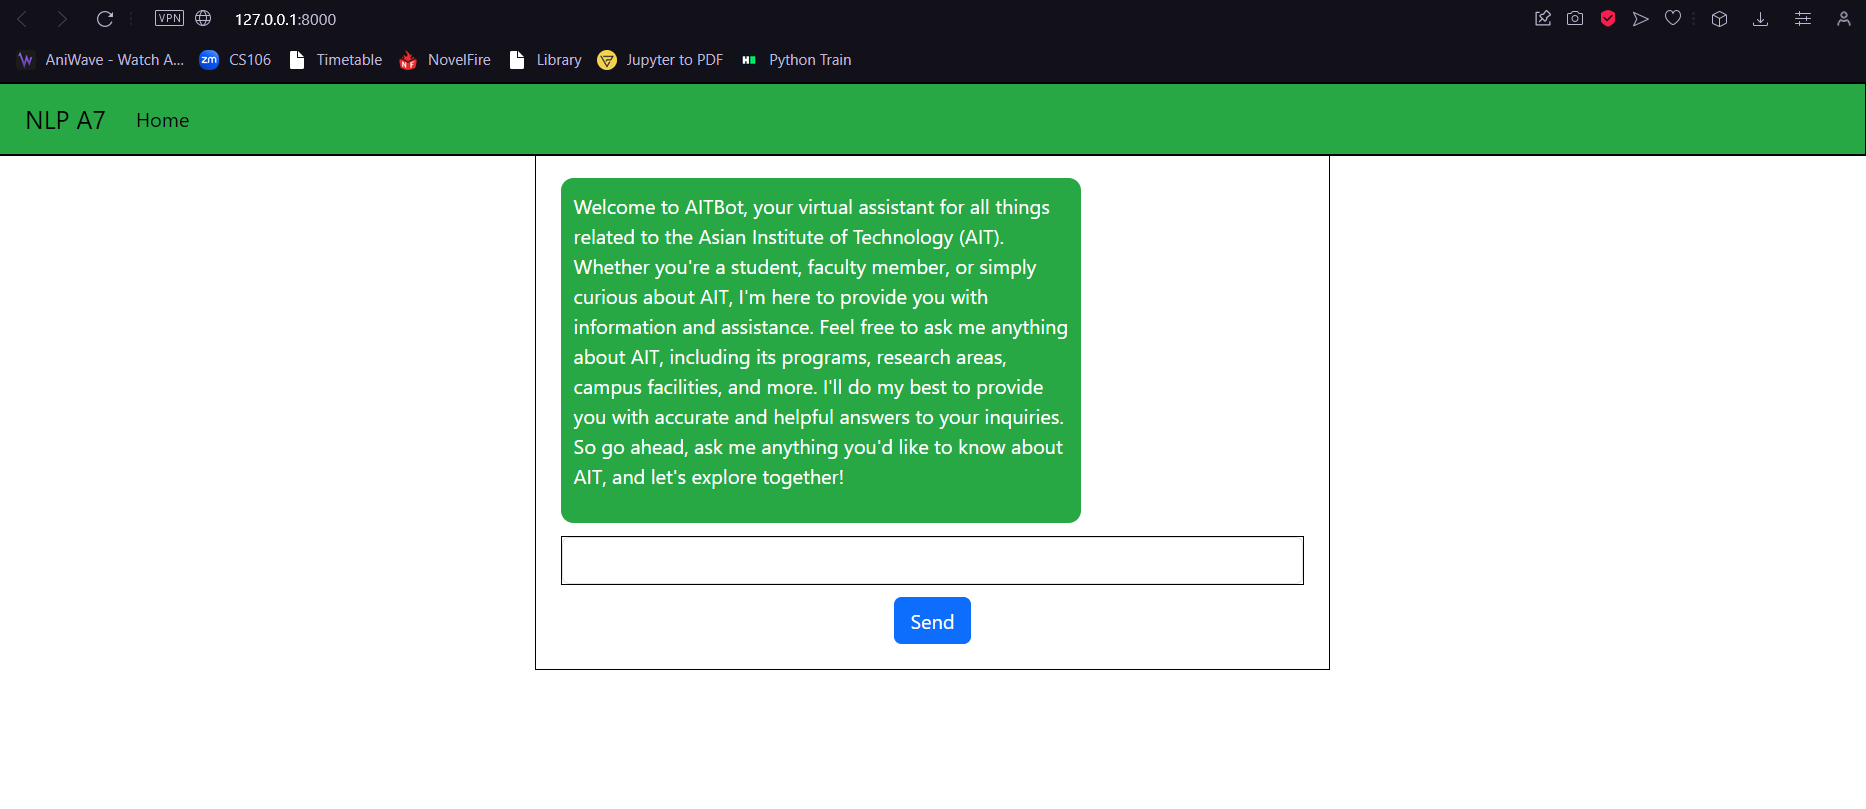 VPN 127.0.0.1:8000
AniWave - Watch A... zm CS106 Timetable NF NovelFire Library Jupyter to PDF H Python Train
NLP A7 Home
Welcome to AITBot, your virtual assistant for all things
related to the Asian Institute of Technology (AIT).
Whether you're a student, faculty member, or simply
curious about AIT, I'm here to provide you with
information and assistance. Feel free to ask me anything
about AIT, including its programs, research areas,
campus facilities, and more. I'll do my best to provide
you with accurate and helpful answers to your inquiries.
So go ahead, ask me anything you'd like to know about
AIT, and let's explore together!
Send